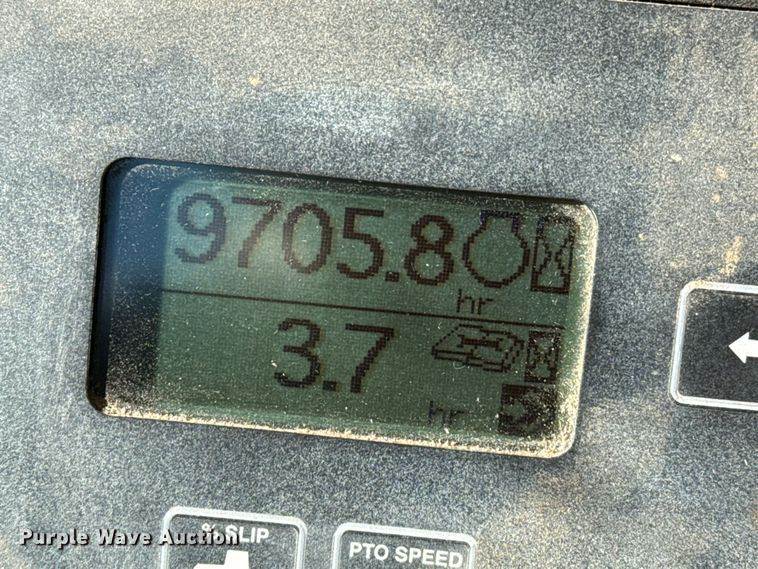 9705.8
hr
3.7
hr
% SLIP
PTO SPEED
Purple Wave Auction